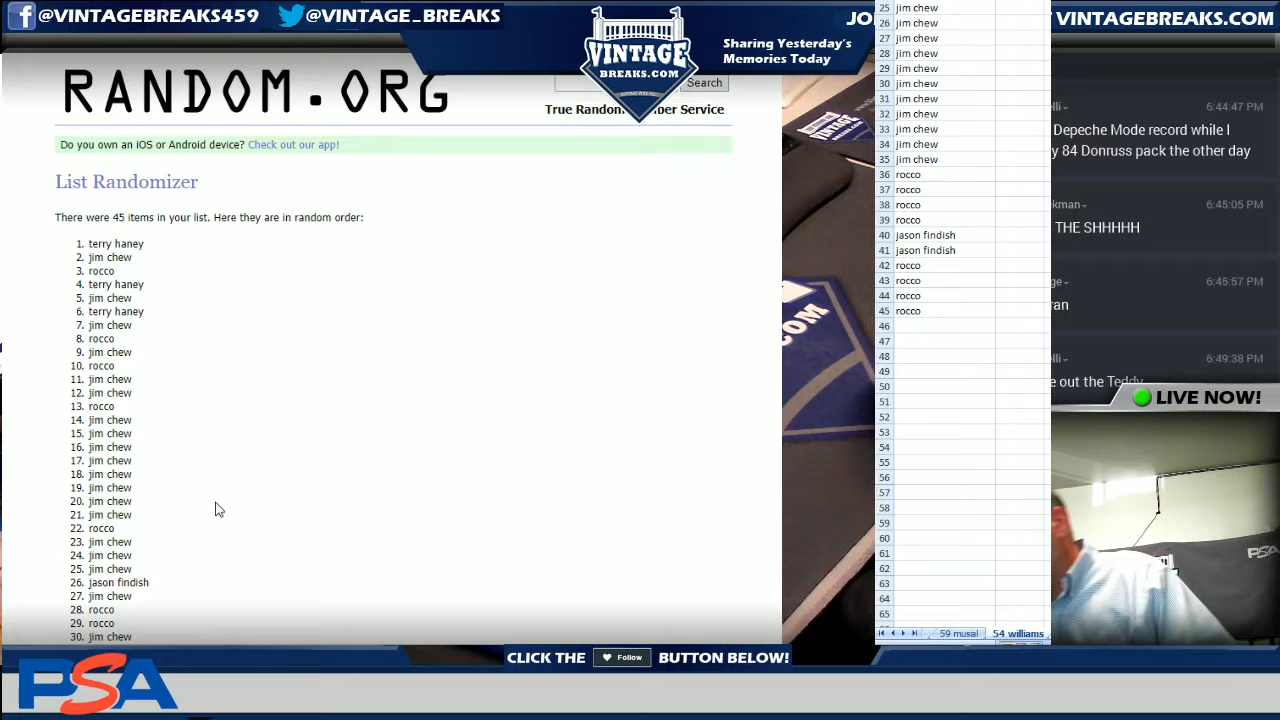 @VINTAGEBREAKS459
@VINTAGE_BREAKS
VINTAGE
BREAKS.COM
Sharing Yesterday's
Memories Today
JO
VINTAGEBREAKS.COM
RANDOM.ORG
Search
True Random ber Service
Do you own an iOS or Android device? Check out our app!
List Randomizer
There were 45 items in your list. Here they are in random order:
1. terry haney
2. jim chew
3. rocco
4. terry haney
5. jim chew
6. terry haney
7. jim chew
8. rocco
9. jim chew
10. rocco
11. jim chew
12. jim chew
13. rocco
14. jim chew
15. jim chew
16. jim chew
17. jim chew
18. jim chew
19. jim chew
20. jim chew
21. jim chew
22. rocco
23. jim chew
24. jim chew
25. jim chew
26. jason findish
27. jim chew
28. rocco
29. rocco
30. jim chew
VINTAGE
.COM
25 jim chew
26 jim chew
27 jim chew
28 jim chew
29 jim chew
30 jim chew
31 jim chew
32 jim chew
33 jim chew
34 jim chew
35 jim chew
36 rocco
37 rocco
38 rocco
39 rocco
40 jason findish
41 jason findish
42 rocco
43 rocco
44 rocco
45 rocco
46
47
48
49
50
51
52
53
54
55
56
57
58
59
60
61
62
63
64
65
59 musial
54 williams
elli
6:44:47 PM
Depeche Mode record while I
y 84 Donruss pack the other day
kman
6:45:05 PM
THE SHHHHH
ge
6:45:57 PM
ran
elli
6:49:38 PM
e out the Teddy
LIVE NOW!
PSA
CLICK THE Follow BUTTON BELOW!
PSA